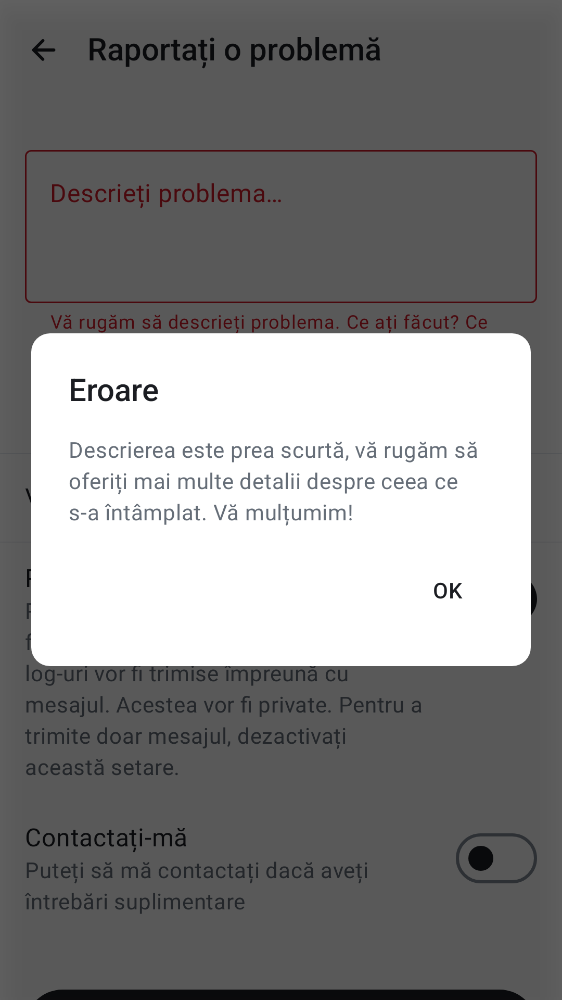 Raportați o problemă
Descrieți problema…
Vă rugăm să descrieți problema. Ce ați făcut? Ce
Eroare
Descrierea este prea scurtă, vă rugăm să
oferiți mai multe detalii despre ceea ce
s-a întâmplat. Vă mulțumim!
OK
log-uri vor fi trimise împreună cu
mesajul. Acestea vor fi private. Pentru a
trimite doar mesajul, dezactivați
această setare.
Contactați-mă
Puteți să mă contactați dacă aveți
întrebări suplimentare